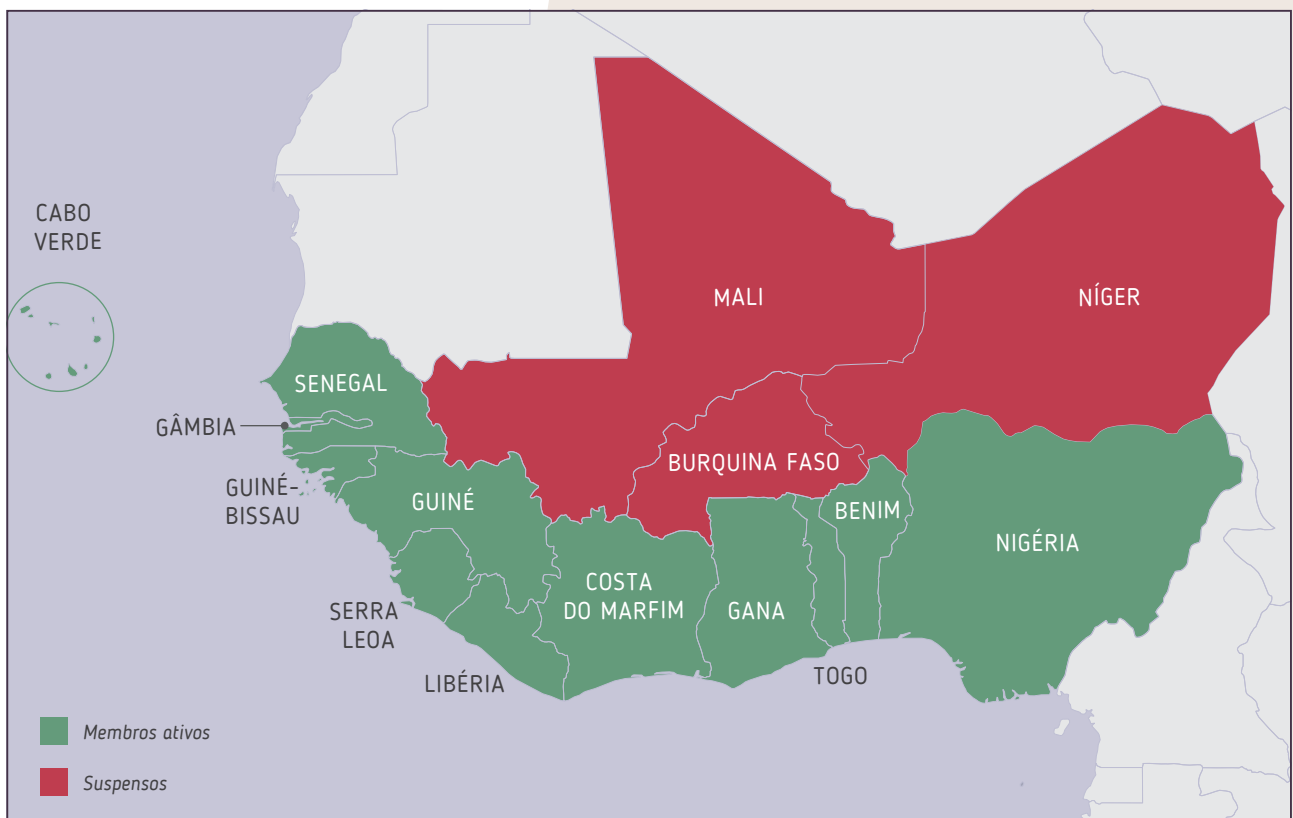 CABO
VERDE
MALI
NÍGER
SENEGAL
GÂMBIA
BURQUINA FASO
GUINÉ-
BISSAU
GUINÉ
BENIM
NIGÉRIA
COSTA
DO MARFIM
GANA
SERRA
LEOA
LIBÉRIA
TOGO
Membros ativos
Suspensos